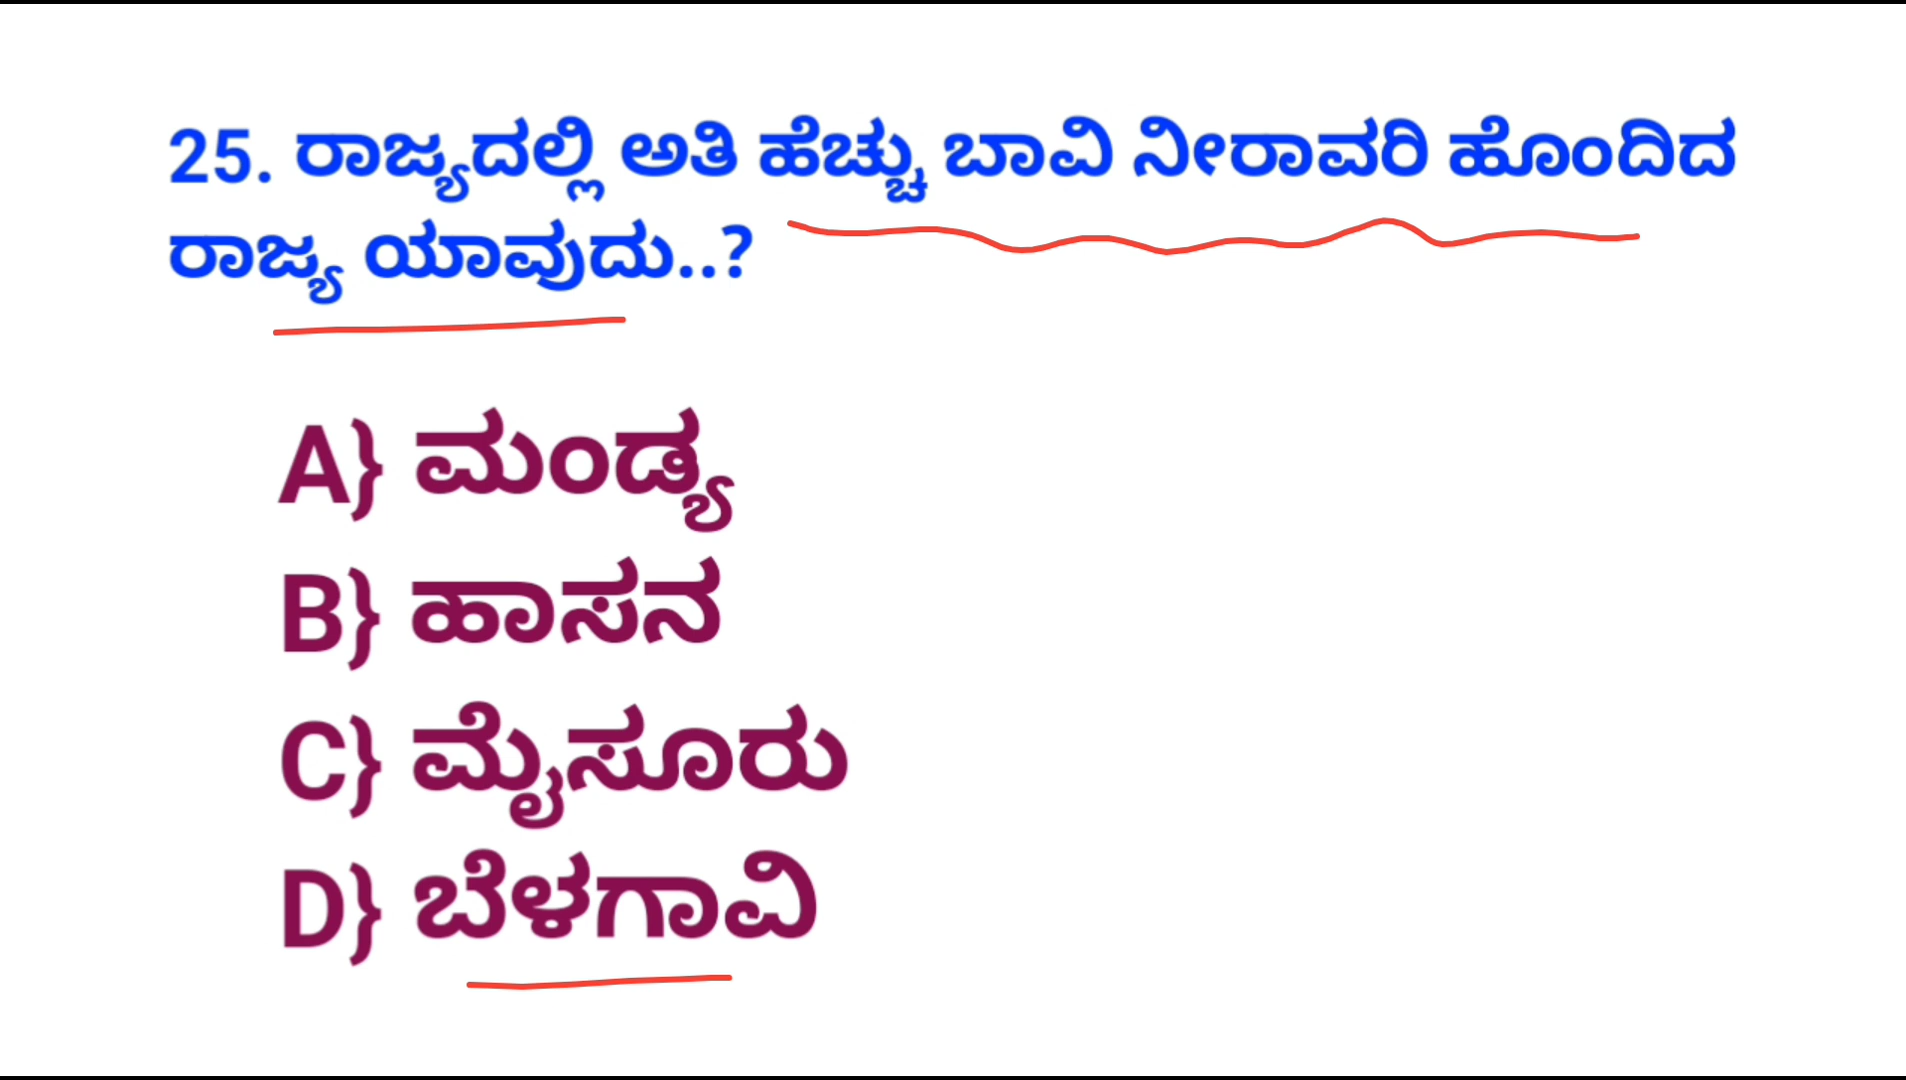 25. ರಾಜ್ಯದಲ್ಲಿ ಅತಿ ಹೆಚ್ಚು ಬಾವಿ ನೀರಾವರಿ ಹೊಂದಿದ
ರಾಜ್ಯ ಯಾವುದು..?
A} ಮಂಡ್ಯ
B} ಹಾಸನ
C} ಮೈಸೂರು
D} ಬೆಳಗಾವಿ